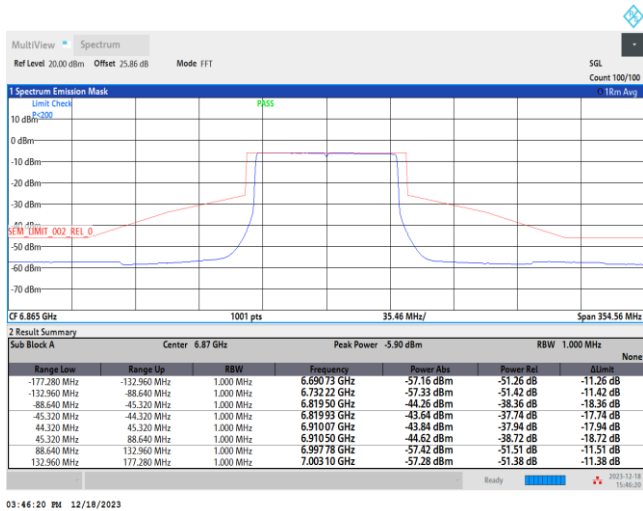 MultiView Spectrum
Ref Level 20.00 dBm Offset 25.86 dB Mode FFT SGL
Count 100/100
1 Spectrum Emission Mask 1Rm Avg
Limit Check PASS
P<200
10 dBm
0 dBm
-10 dBm
-20 dBm
-30 dBm
-40 dBm
SEM_LIMIT_002_REL_0
-50 dBm
-60 dBm
-70 dBm
CF 6.865 GHz 1001 pts 35.46 MHz/ Span 354.56 MHz
2 Result Summary
Sub Block A Center 6.87 GHz Peak Power -5.90 dBm RBW 1.000 MHz
None
Range Low Range Up RBW Frequency Power Abs Power Rel ΔLimit
-177.280 MHz -132.960 MHz 1.000 MHz 6.69073 GHz -57.16 dBm -51.26 dB -11.26 dB
-132.960 MHz -88.640 MHz 1.000 MHz 6.73222 GHz -57.33 dBm -51.42 dB -11.42 dB
-88.640 MHz -45.320 MHz 1.000 MHz 6.81950 GHz -44.26 dBm -38.36 dB -18.36 dB
-45.320 MHz -44.320 MHz 1.000 MHz 6.81993 GHz -43.64 dBm -37.74 dB -17.74 dB
44.320 MHz 45.320 MHz 1.000 MHz 6.91007 GHz -43.84 dBm -37.94 dB -17.94 dB
45.320 MHz 88.640 MHz 1.000 MHz 6.91050 GHz -44.62 dBm -38.72 dB -18.72 dB
88.640 MHz 132.960 MHz 1.000 MHz 6.99778 GHz -57.42 dBm -51.51 dB -11.51 dB
132.960 MHz 177.280 MHz 1.000 MHz 7.00310 GHz -57.28 dBm -51.38 dB -11.38 dB
Ready 2023-12-18
15:46:20
03:46:20 PM 12/18/2023